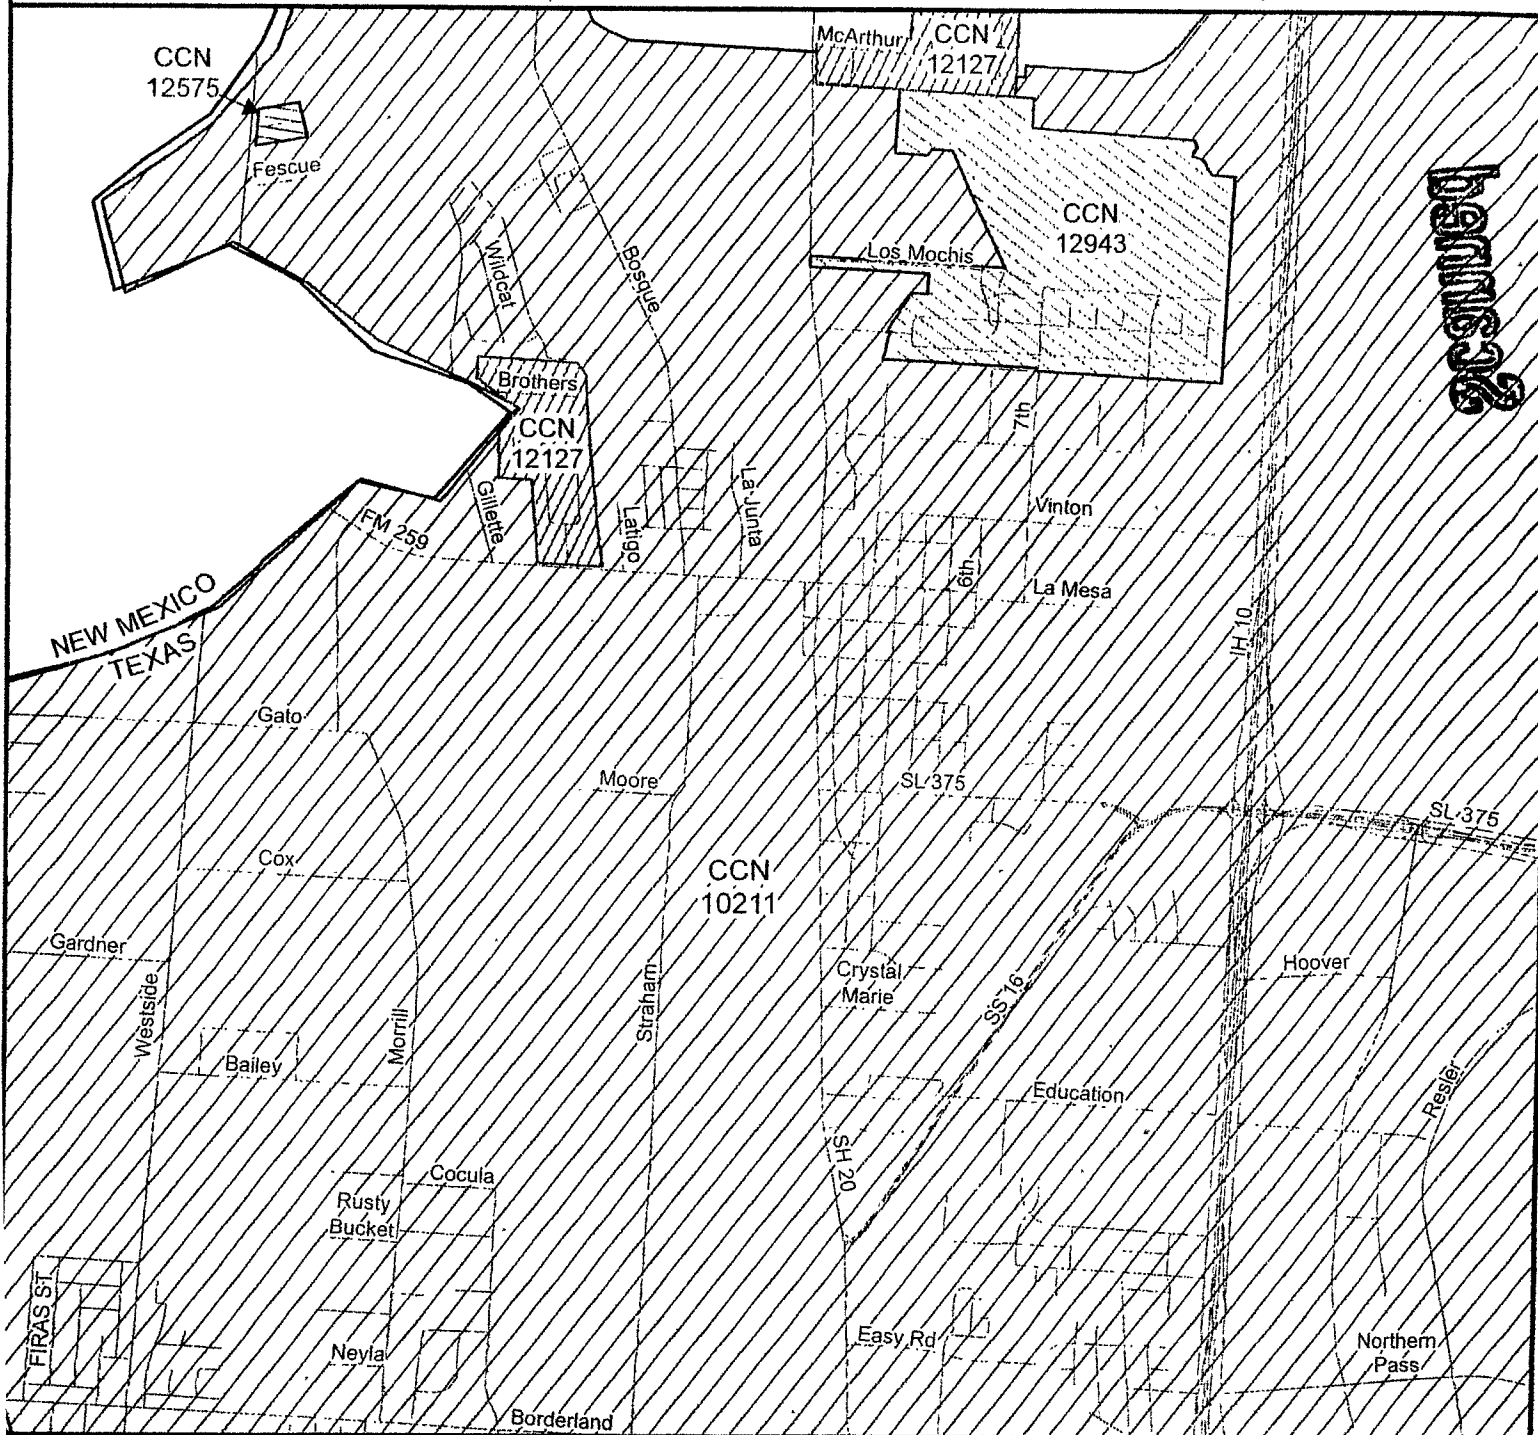 CCN
12575
McArthur
CCN
12127
Fescue
CCN
12943
Los Mochis
Wildcat
Bosque
Scanned
Brothers
CCN
12127
7th
Gillette
Latigo
La Junta
Vinton
FM 259
6th
La Mesa
NEW MEXICO
TEXAS
IH 10
Gato
Moore
SL 375
SL 375
Cox
CCN
10211
Gardner
Westside
Morrill
Straham
Crystal
Marie
SS 16
Hoover
Bailey
Education
Resler
Cocula
SH 20
Rusty
Bucket
FIRAS ST.
Neyla
Easy Rd
Northern
Pass
Borderland